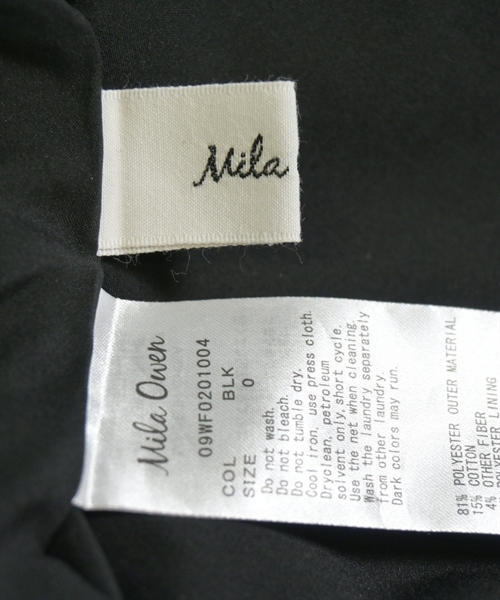 Mila
Mila Owen
09WF0201004
COL BLK
SIZE 0
Do not wash.
Do not bleach.
Do not tumble dry.
Cool iron, use press cloth.
Dryclean, petroleum
solvent only,short cycle.
Use the net when cleaning.
Wash the laundry separately
from other laundry.
Dark colors may run.
81% POLYESTER OUTER MATERIAL
15% COTTON
4% OTHER FIBER
POLYESTER LINING